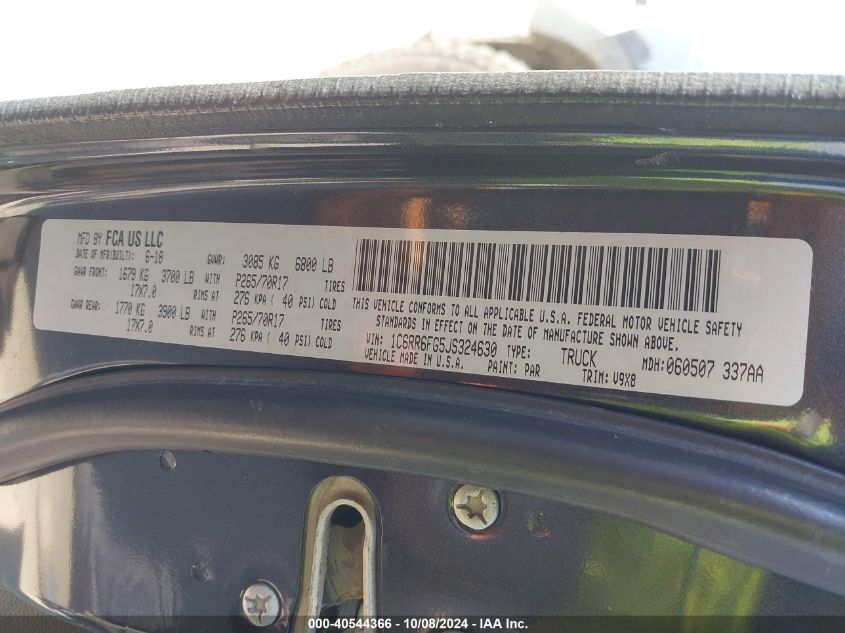 MFD BY FCA US LLC
DATE OF MFR(BUILT): 6-18 GVWR: 3085 KG 6800 LB
GAWR FRONT: 1679 KG 3700 LB WITH P265/70R17 TIRES
17X7.0 RIMS AT 276 KPA ( 40 PSI) COLD
GAWR REAR: 1770 KG 3900 LB WITH P265/70R17 TIRES
17X7.0 RIMS AT 276 KPA ( 40 PSI) COLD
THIS VEHICLE CONFORMS TO ALL APPLICABLE U.S.A. FEDERAL MOTOR VEHICLE SAFETY
STANDARDS IN EFFECT ON THE DATE OF MANUFACTURE SHOWN ABOVE.
VIN: 1C6RR6FG5JS324630 TYPE: TRUCK MDH:060507 337AA
VEHICLE MADE IN U.S.A. PAINT: PAR TRIM: V9X8
000-40544366 - 10/08/2024 - IAA Inc.